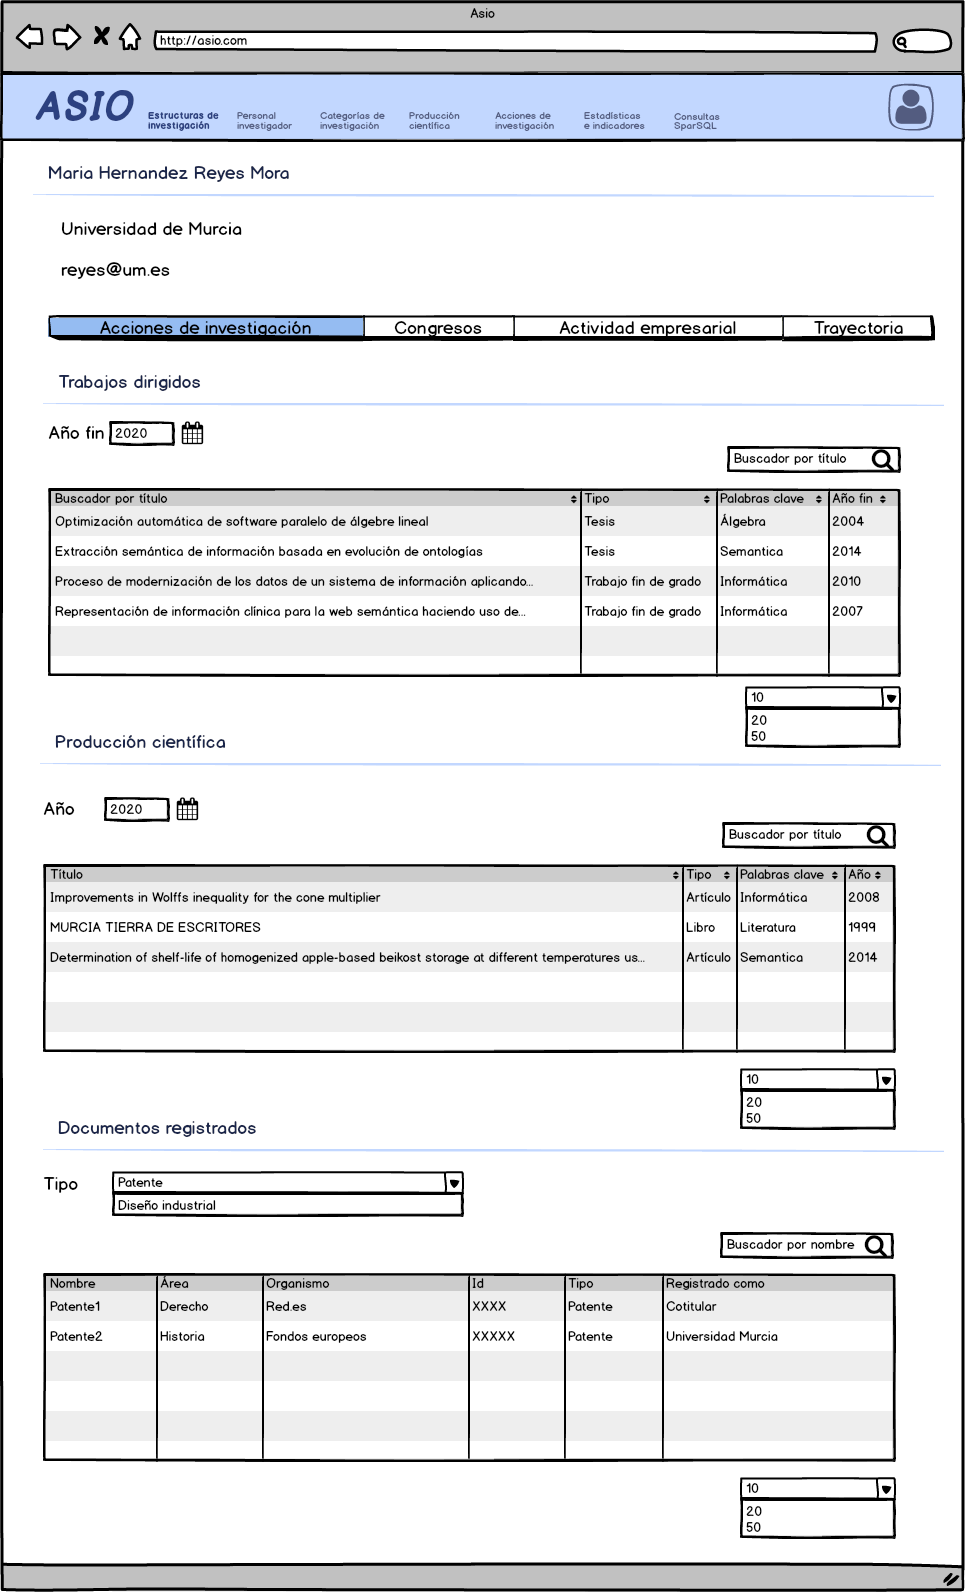 Asio
http://asio.com
ASIO
Estructuras de
investigación
Personal
investigador
Categorías de
investigación
Producción
científica
Acciones de
investigación
Estadísticas
e indicadores
Consultas
SparSQL
Maria Hernandez Reyes Mora
Universidad de Murcia
reyes@um.es
Acciones de investigación Congresos Actividad empresarial Trayectoria
Trabajos dirigidos
Año fin 2020
Buscador por título
Buscador por título Tipo Palabras clave Año fin
Optimización automática de software paralelo de álgebre lineal Tesis Álgebra 2004
Extracción semántica de información basada en evolución de ontologías Tesis Semantica 2014
Proceso de modernización de los datos de un sistema de información aplicando... Trabajo fin de grado Informática 2010
Representación de información clínica para la web semántica haciendo uso de... Trabajo fin de grado Informática 2007
10
20
50
Producción científica
Año 2020
Buscador por título
Título Tipo Palabras clave Año
Improvements in Wolffs inequality for the cone multiplier Artículo Informática 2008
MURCIA TIERRA DE ESCRITORES Libro Literatura 1999
Determination of shelf-life of homogenized apple-based beikost storage at different temperatures us... Artículo Semantica 2014
10
20
50
Documentos registrados
Tipo Patente
Diseño industrial
Buscador por nombre
Nombre Área Organismo Id Tipo Registrado como
Patente1 Derecho Red.es XXXX Patente Cotitular
Patente2 Historia Fondos europeos XXXXX Patente Universidad Murcia
10
20
50